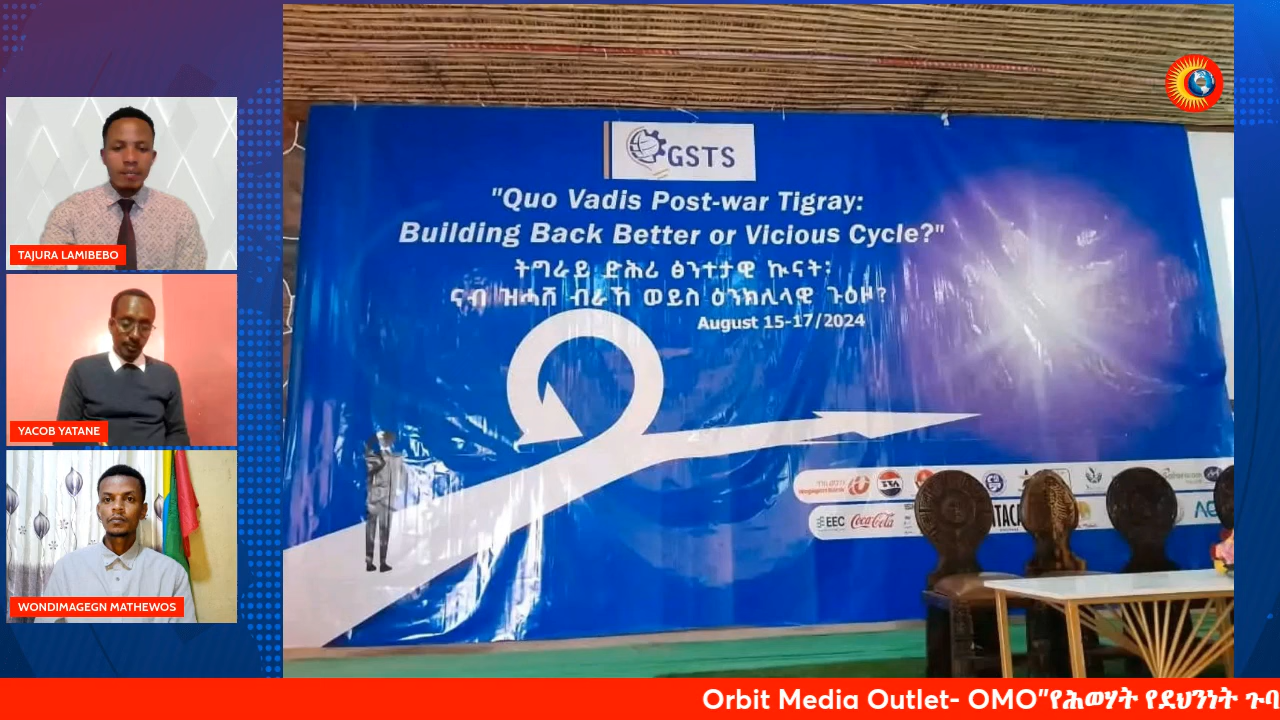 TAJURA LAMIBEBO
YACOB YATANE
WONDIMAGEGN MATHEWOS
GSTS
"Quo Vadis Post-war Tigray:
Building Back Better or Vicious Cycle?"
ትግራይ ድሕሪ ፅንተታዊ ኲናት፡
ናብ ዝሓሸ ብራኸ ወይስ ዕንክሊላዊ ጉዕዞ?
August 15-17/2024
EEC
Coca-Cola
Orbit Media Outlet- OMO"የሕወሃት የደህንነት ጉባ